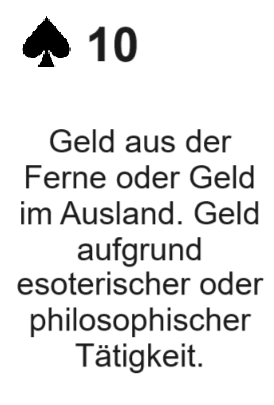 ♠ 10
Geld aus der
Ferne oder Geld
im Ausland. Geld
aufgrund
esoterischer oder
philosophischer
Tätigkeit.